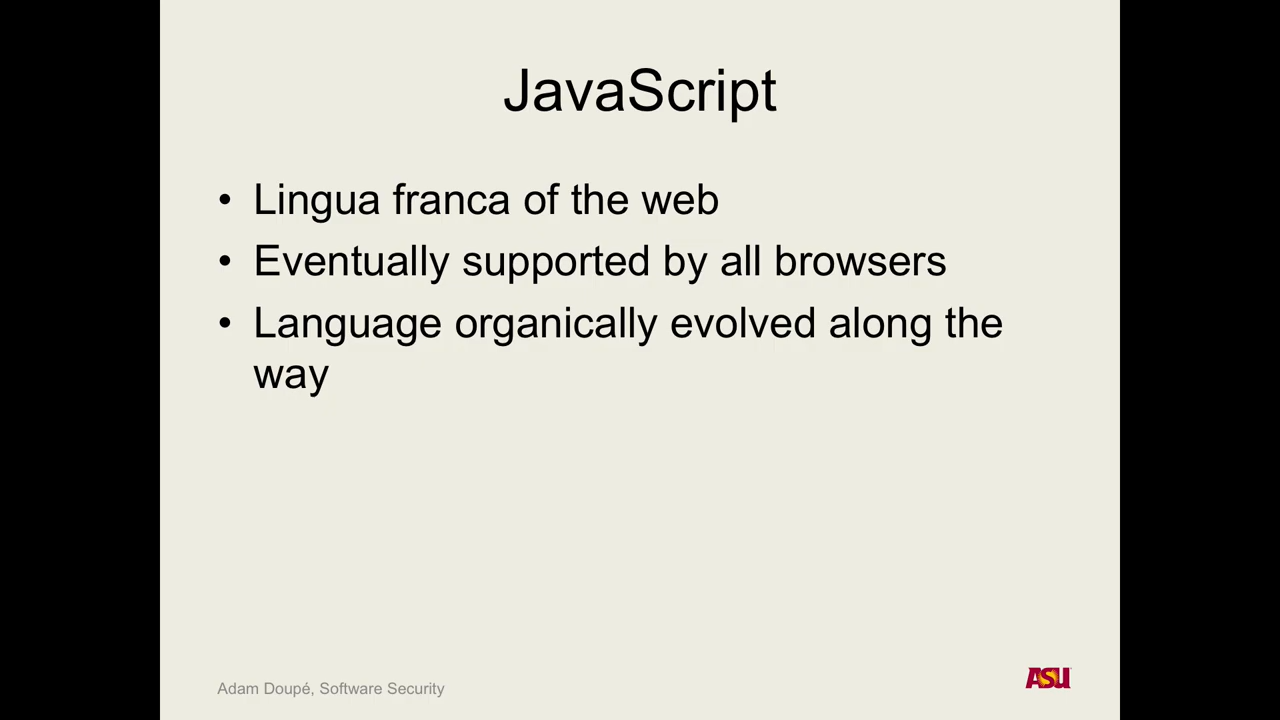 JavaScript
• Lingua franca of the web
• Eventually supported by all browsers
• Language organically evolved along the
way
Adam Doupé, Software Security
ASU